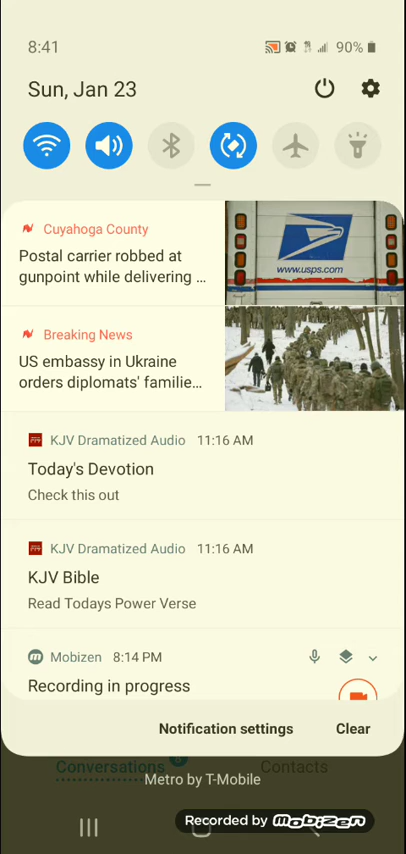 8:41 90%
Sun, Jan 23
Cuyahoga County
Postal carrier robbed at
gunpoint while delivering ...
www.usps.com
Breaking News
US embassy in Ukraine
orders diplomats' familie...
KJV Dramatized Audio 11:16 AM
Today's Devotion
Check this out
KJV Dramatized Audio 11:16 AM
KJV Bible
Read Todays Power Verse
Mobizen 8:14 PM
Recording in progress
Notification settings Clear
Conversations Contacts
Metro by T-Mobile
Recorded by mobizen